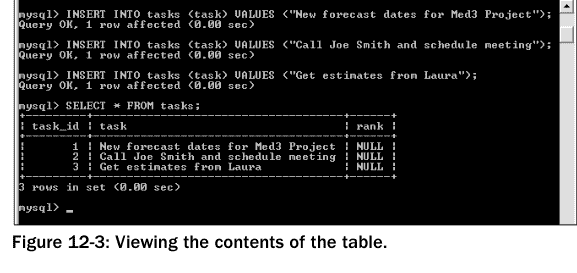 mysql> INSERT INTO tasks (task) VALUES ("New forecast dates for Med3 Project");
Query OK, 1 row affected (0.00 sec)
mysql> INSERT INTO tasks (task) VALUES ("Call Joe Smith and schedule meeting");
Query OK, 1 row affected (0.00 sec)
mysql> INSERT INTO tasks (task) VALUES ("Get estimates from Laura");
Query OK, 1 row affected (0.00 sec)
mysql> SELECT * FROM tasks;
+---------+-------------------------------------+------+
| task_id | task                                | rank |
+---------+-------------------------------------+------+
|       1 | New forecast dates for Med3 Project | NULL |
|       2 | Call Joe Smith and schedule meeting | NULL |
|       3 | Get estimates from Laura            | NULL |
+---------+-------------------------------------+------+
3 rows in set (0.00 sec)
mysql> _
Figure 12-3: Viewing the contents of the table.